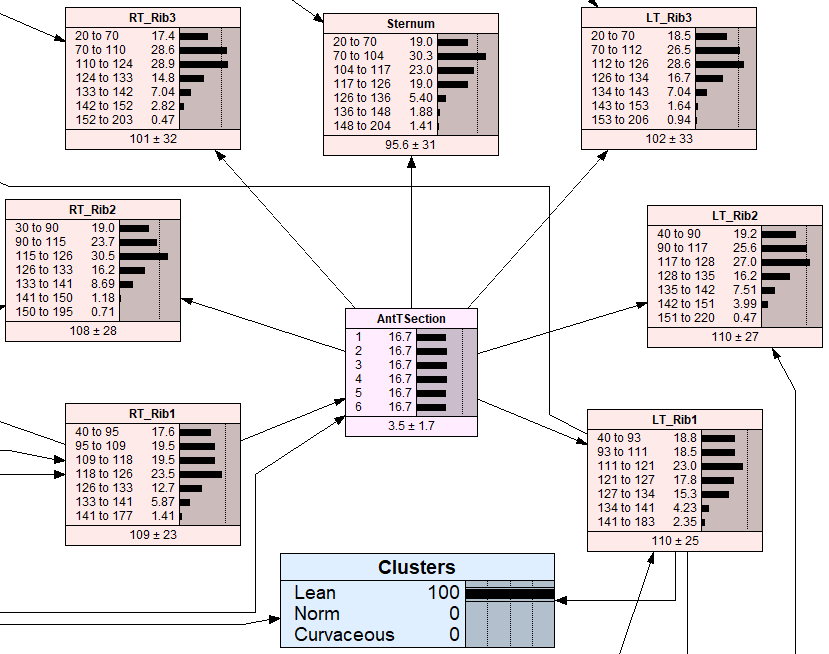 RT_Rib3
20 to 70 17.4
70 to 110 28.6
110 to 124 28.9
124 to 133 14.8
133 to 142 7.04
142 to 152 2.82
152 to 203 0.47
101 ± 32
Sternum
20 to 70 19.0
70 to 104 30.3
104 to 117 23.0
117 to 126 19.0
126 to 136 5.40
136 to 148 1.88
148 to 204 1.41
95.6 ± 31
LT_Rib3
20 to 70 18.5
70 to 112 26.5
112 to 126 28.6
126 to 134 16.7
134 to 143 7.04
143 to 153 1.64
153 to 206 0.94
102 ± 33
RT_Rib2
30 to 90 19.0
90 to 115 23.7
115 to 126 30.5
126 to 133 16.2
133 to 141 8.69
141 to 150 1.18
150 to 195 0.71
108 ± 28
LT_Rib2
40 to 90 19.2
90 to 117 25.6
117 to 128 27.0
128 to 135 16.2
135 to 142 7.51
142 to 151 3.99
151 to 220 0.47
110 ± 27
AntTSection
1 16.7
2 16.7
3 16.7
4 16.7
5 16.7
6 16.7
3.5 ± 1.7
RT_Rib1
40 to 95 17.6
95 to 109 19.5
109 to 118 19.5
118 to 126 23.5
126 to 133 12.7
133 to 141 5.87
141 to 177 1.41
109 ± 23
LT_Rib1
40 to 93 18.8
93 to 111 18.5
111 to 121 23.0
121 to 127 17.8
127 to 134 15.3
134 to 141 4.23
141 to 183 2.35
110 ± 25
Clusters
Lean 100
Norm 0
Curvaceous 0